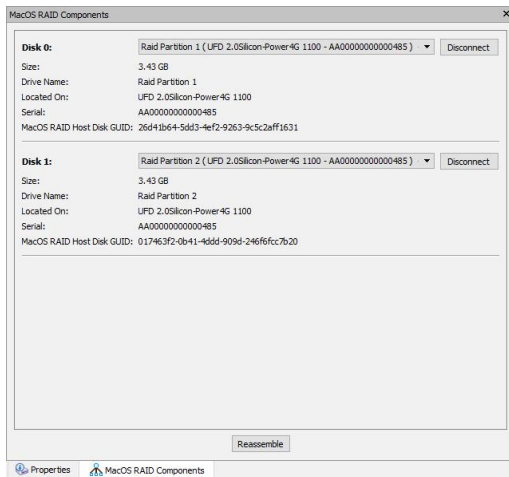 MacOS RAID Components
Disk 0: Raid Partition 1 ( UFD 2.0Silicon-Power4G 1100 - AA00000000000485 ) Disconnect
Size: 3.43 GB
Drive Name: Raid Partition 1
Located On: UFD 2.0Silicon-Power4G 1100
Serial: AA00000000000485
MacOS RAID Host Disk GUID: 26d41b64-5dd3-4ef2-9263-9c5c2aff1631
Disk 1: Raid Partition 2 ( UFD 2.0Silicon-Power4G 1100 - AA00000000000485 ) Disconnect
Size: 3.43 GB
Drive Name: Raid Partition 2
Located On: UFD 2.0Silicon-Power4G 1100
Serial: AA00000000000485
MacOS RAID Host Disk GUID: 017463f2-0b41-4ddd-909d-246f6fcc7b20
Reassemble
Properties MacOS RAID Components